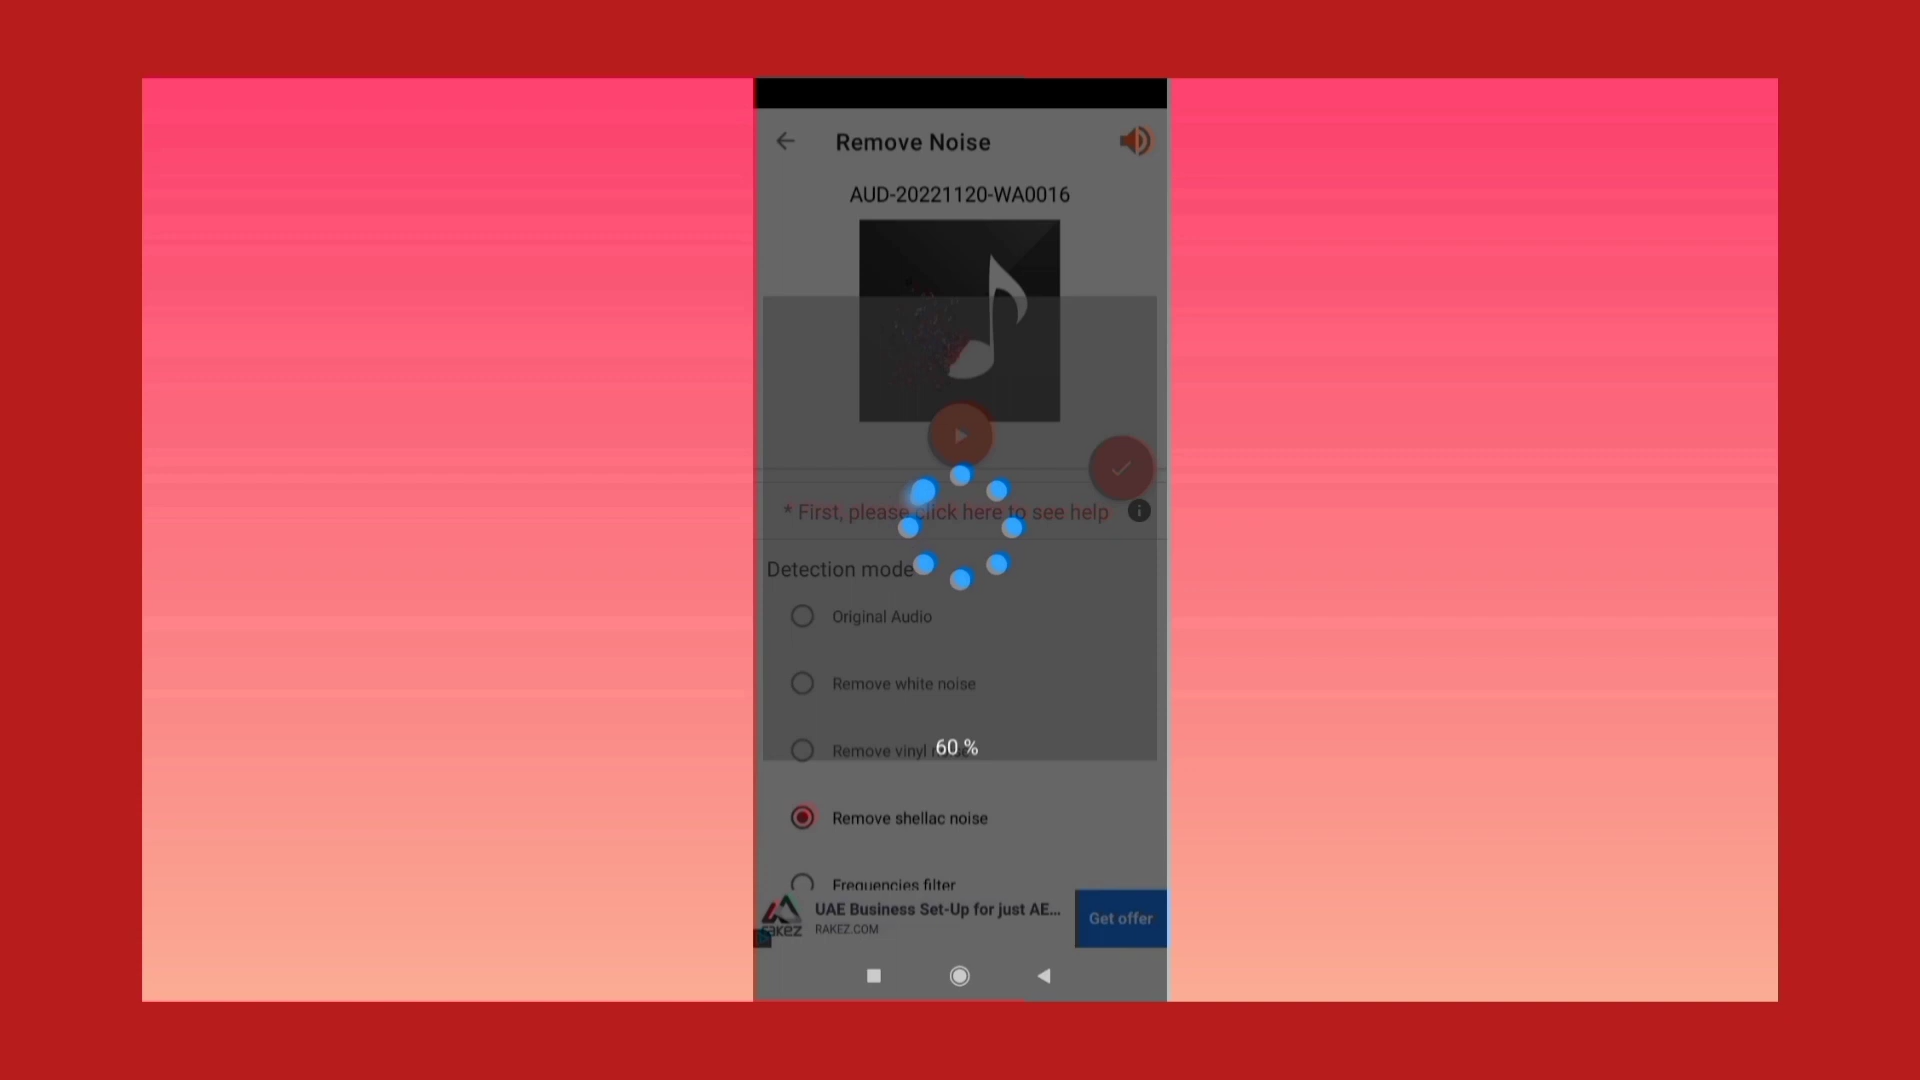 Remove Noise
AUD-20221120-WA0016
* First, please click here to see help
Detection mode
Original Audio
Remove white noise
Remove vinyl
60 %
Remove shellac noise
Frequencies filter
UAE Business Set-Up for just AE...
rakez
RAKEZ.COM
Get offer